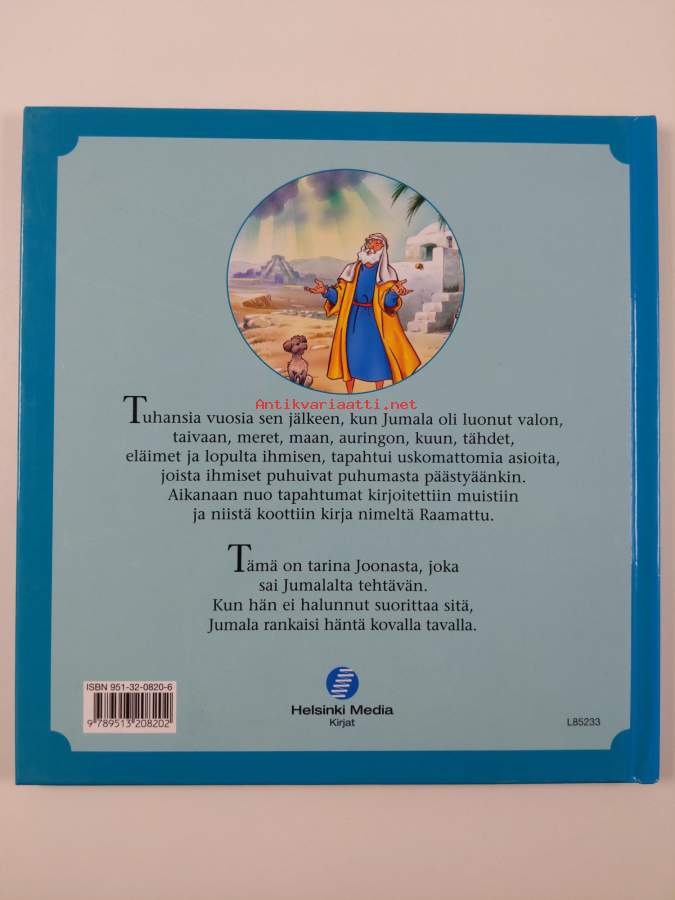 Antikvariaatti.net
Tuhansia vuosia sen jälkeen, kun Jumala oli luonut valon,
taivaan, meret, maan, auringon, kuun, tähdet,
eläimet ja lopulta ihmisen, tapahtui uskomattomia asioita,
joista ihmiset puhuivat puhumasta päästyäänkin.
Aikanaan nuo tapahtumat kirjoitettiin muistiin
ja niistä koottiin kirja nimeltä Raamattu.
Tämä on tarina Joonasta, joka
sai Jumalalta tehtävän.
Kun hän ei halunnut suorittaa sitä,
Jumala rankaisi häntä kovalla tavalla.
ISBN 951-32-0820-6
9 789513 208202
Helsinki Media
Kirjat
L85233